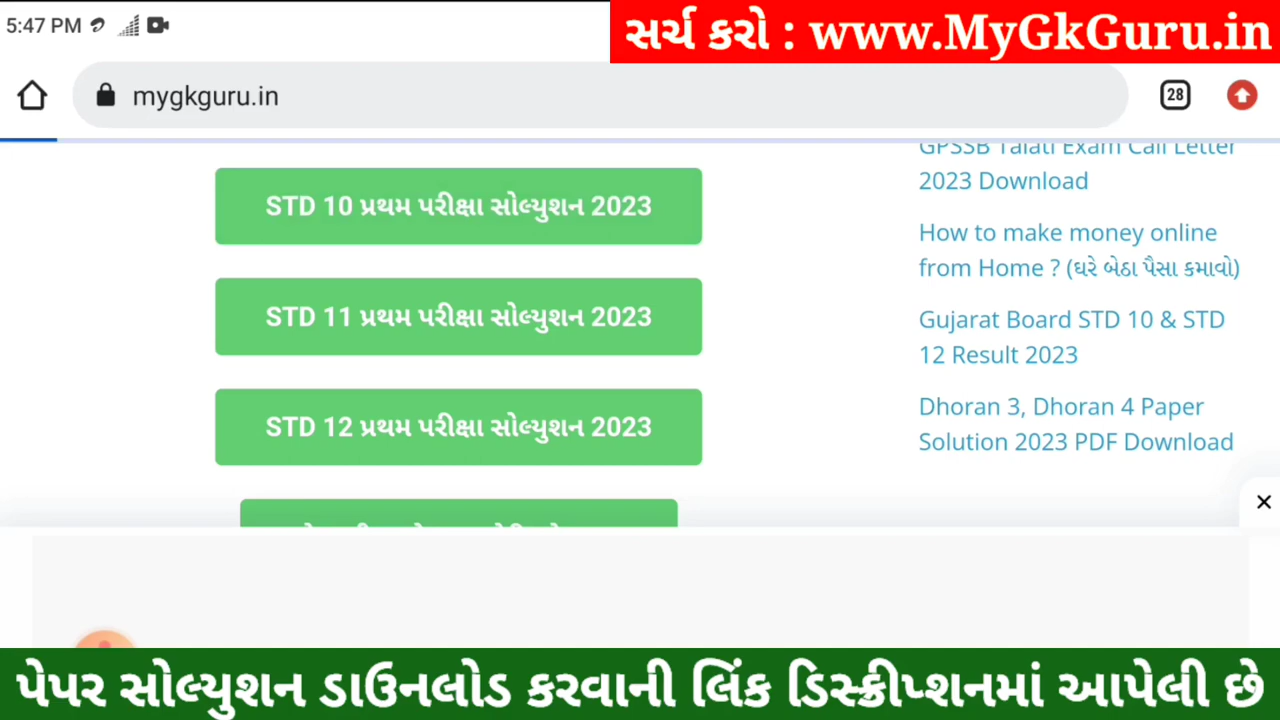 5:47 PM
સર્ચ કરો : www.MyGkGuru.in
mygkguru.in
28
STD 10 પ્રથમ પરીક્ષા સોલ્યુશન 2023
STD 11 પ્રથમ પરીક્ષા સોલ્યુશન 2023
STD 12 પ્રથમ પરીક્ષા સોલ્યુશન 2023
GPSSB Talati Exam Call Letter
2023 Download
How to make money online
from Home ? (ઘરે બેઠા પૈસા કમાવો)
Gujarat Board STD 10 & STD
12 Result 2023
Dhoran 3, Dhoran 4 Paper
Solution 2023 PDF Download
પેપર સોલ્યુશન ડાઉનલોડ કરવાની લિંક ડિસ્ક્રીપ્શનમાં આપેલી છે